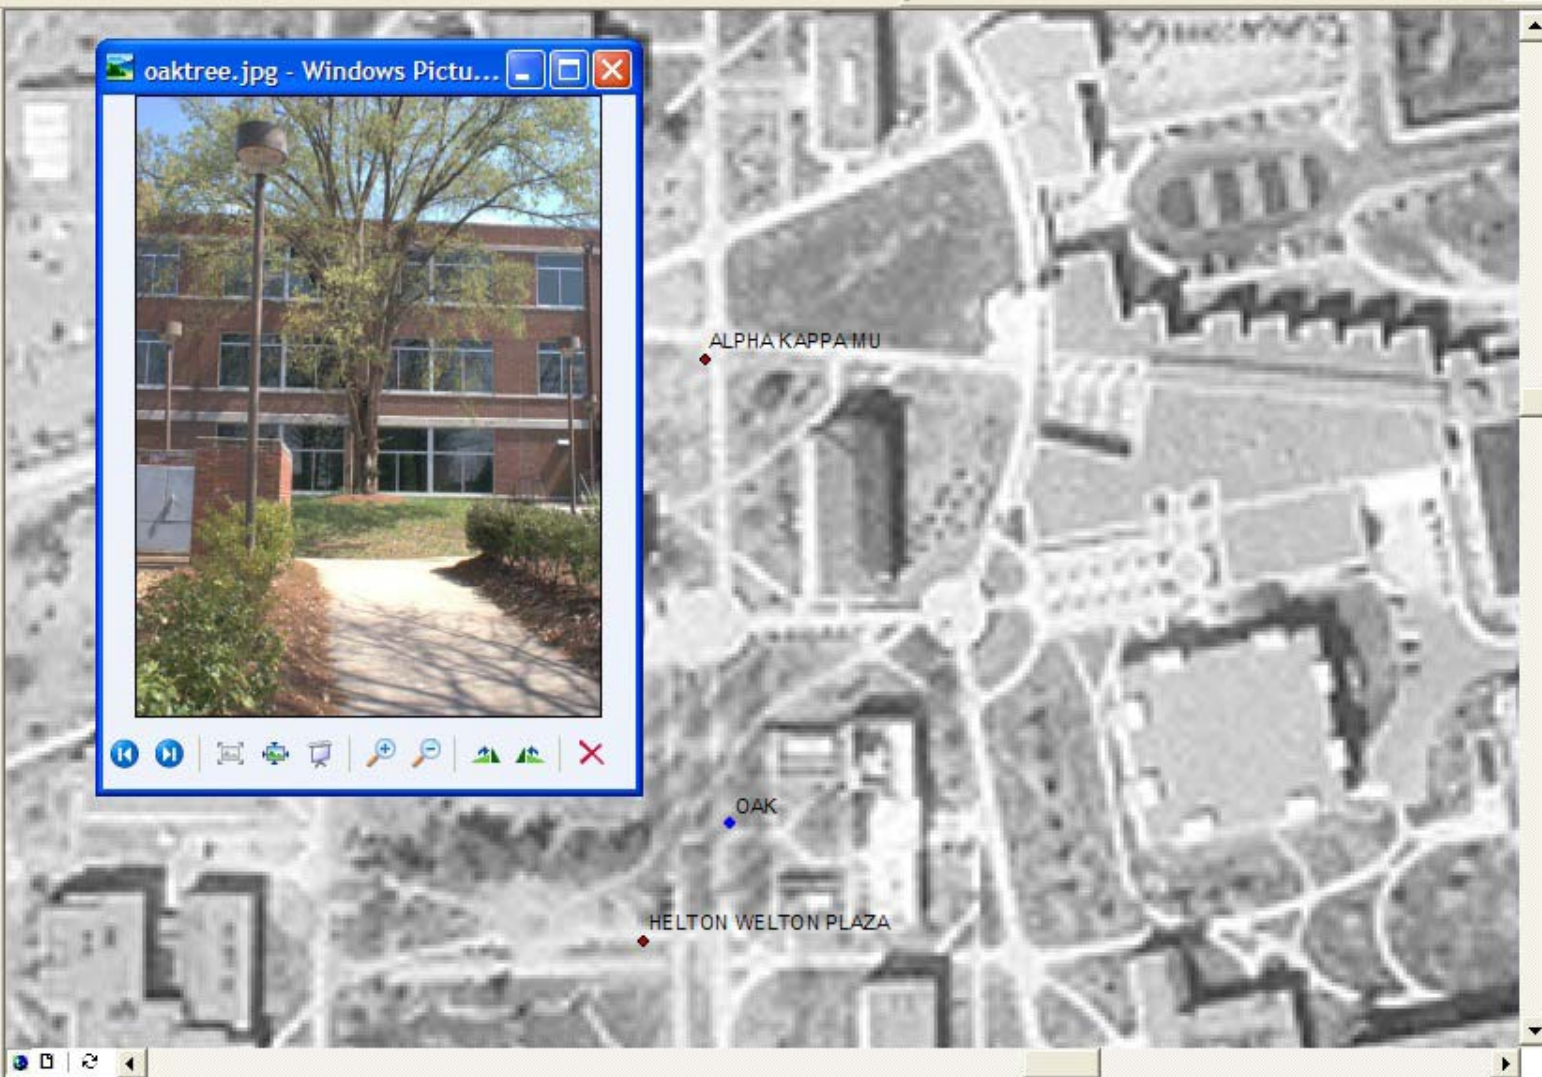 oaktree.jpg - Windows Pictu...
ALPHA KAPPA MU
OAK
HELTON WELTON PLAZA